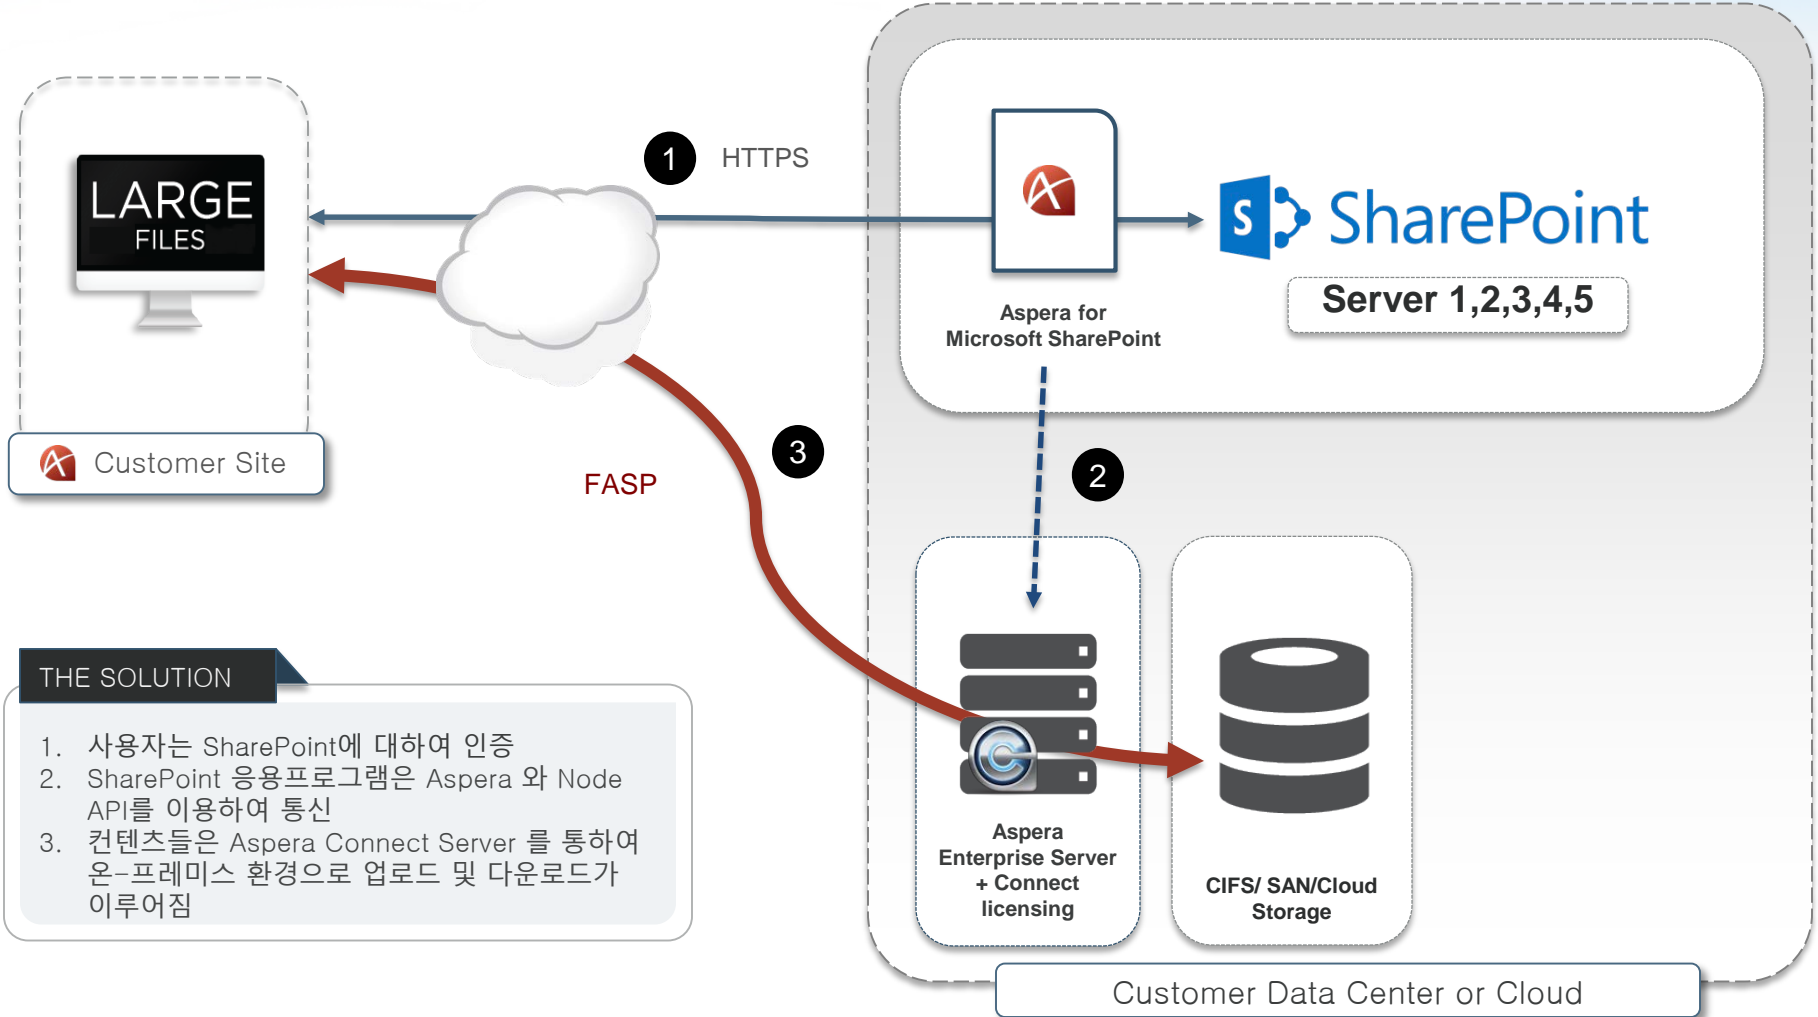 LARGE
FILES
Customer Site
1
HTTPS
S
SharePoint
Server 1,2,3,4,5
Aspera for
Microsoft SharePoint
3
FASP
2
THE SOLUTION
1. 사용자는 SharePoint에 대하여 인증
2. SharePoint 응용프로그램은 Aspera 와 Node
API를 이용하여 통신
3. 컨텐츠들은 Aspera Connect Server 를 통하여
온-프레미스 환경으로 업로드 및 다운로드가
이루어짐
Aspera
Enterprise Server
+ Connect
licensing
CIFS/ SAN/Cloud
Storage
Customer Data Center or Cloud